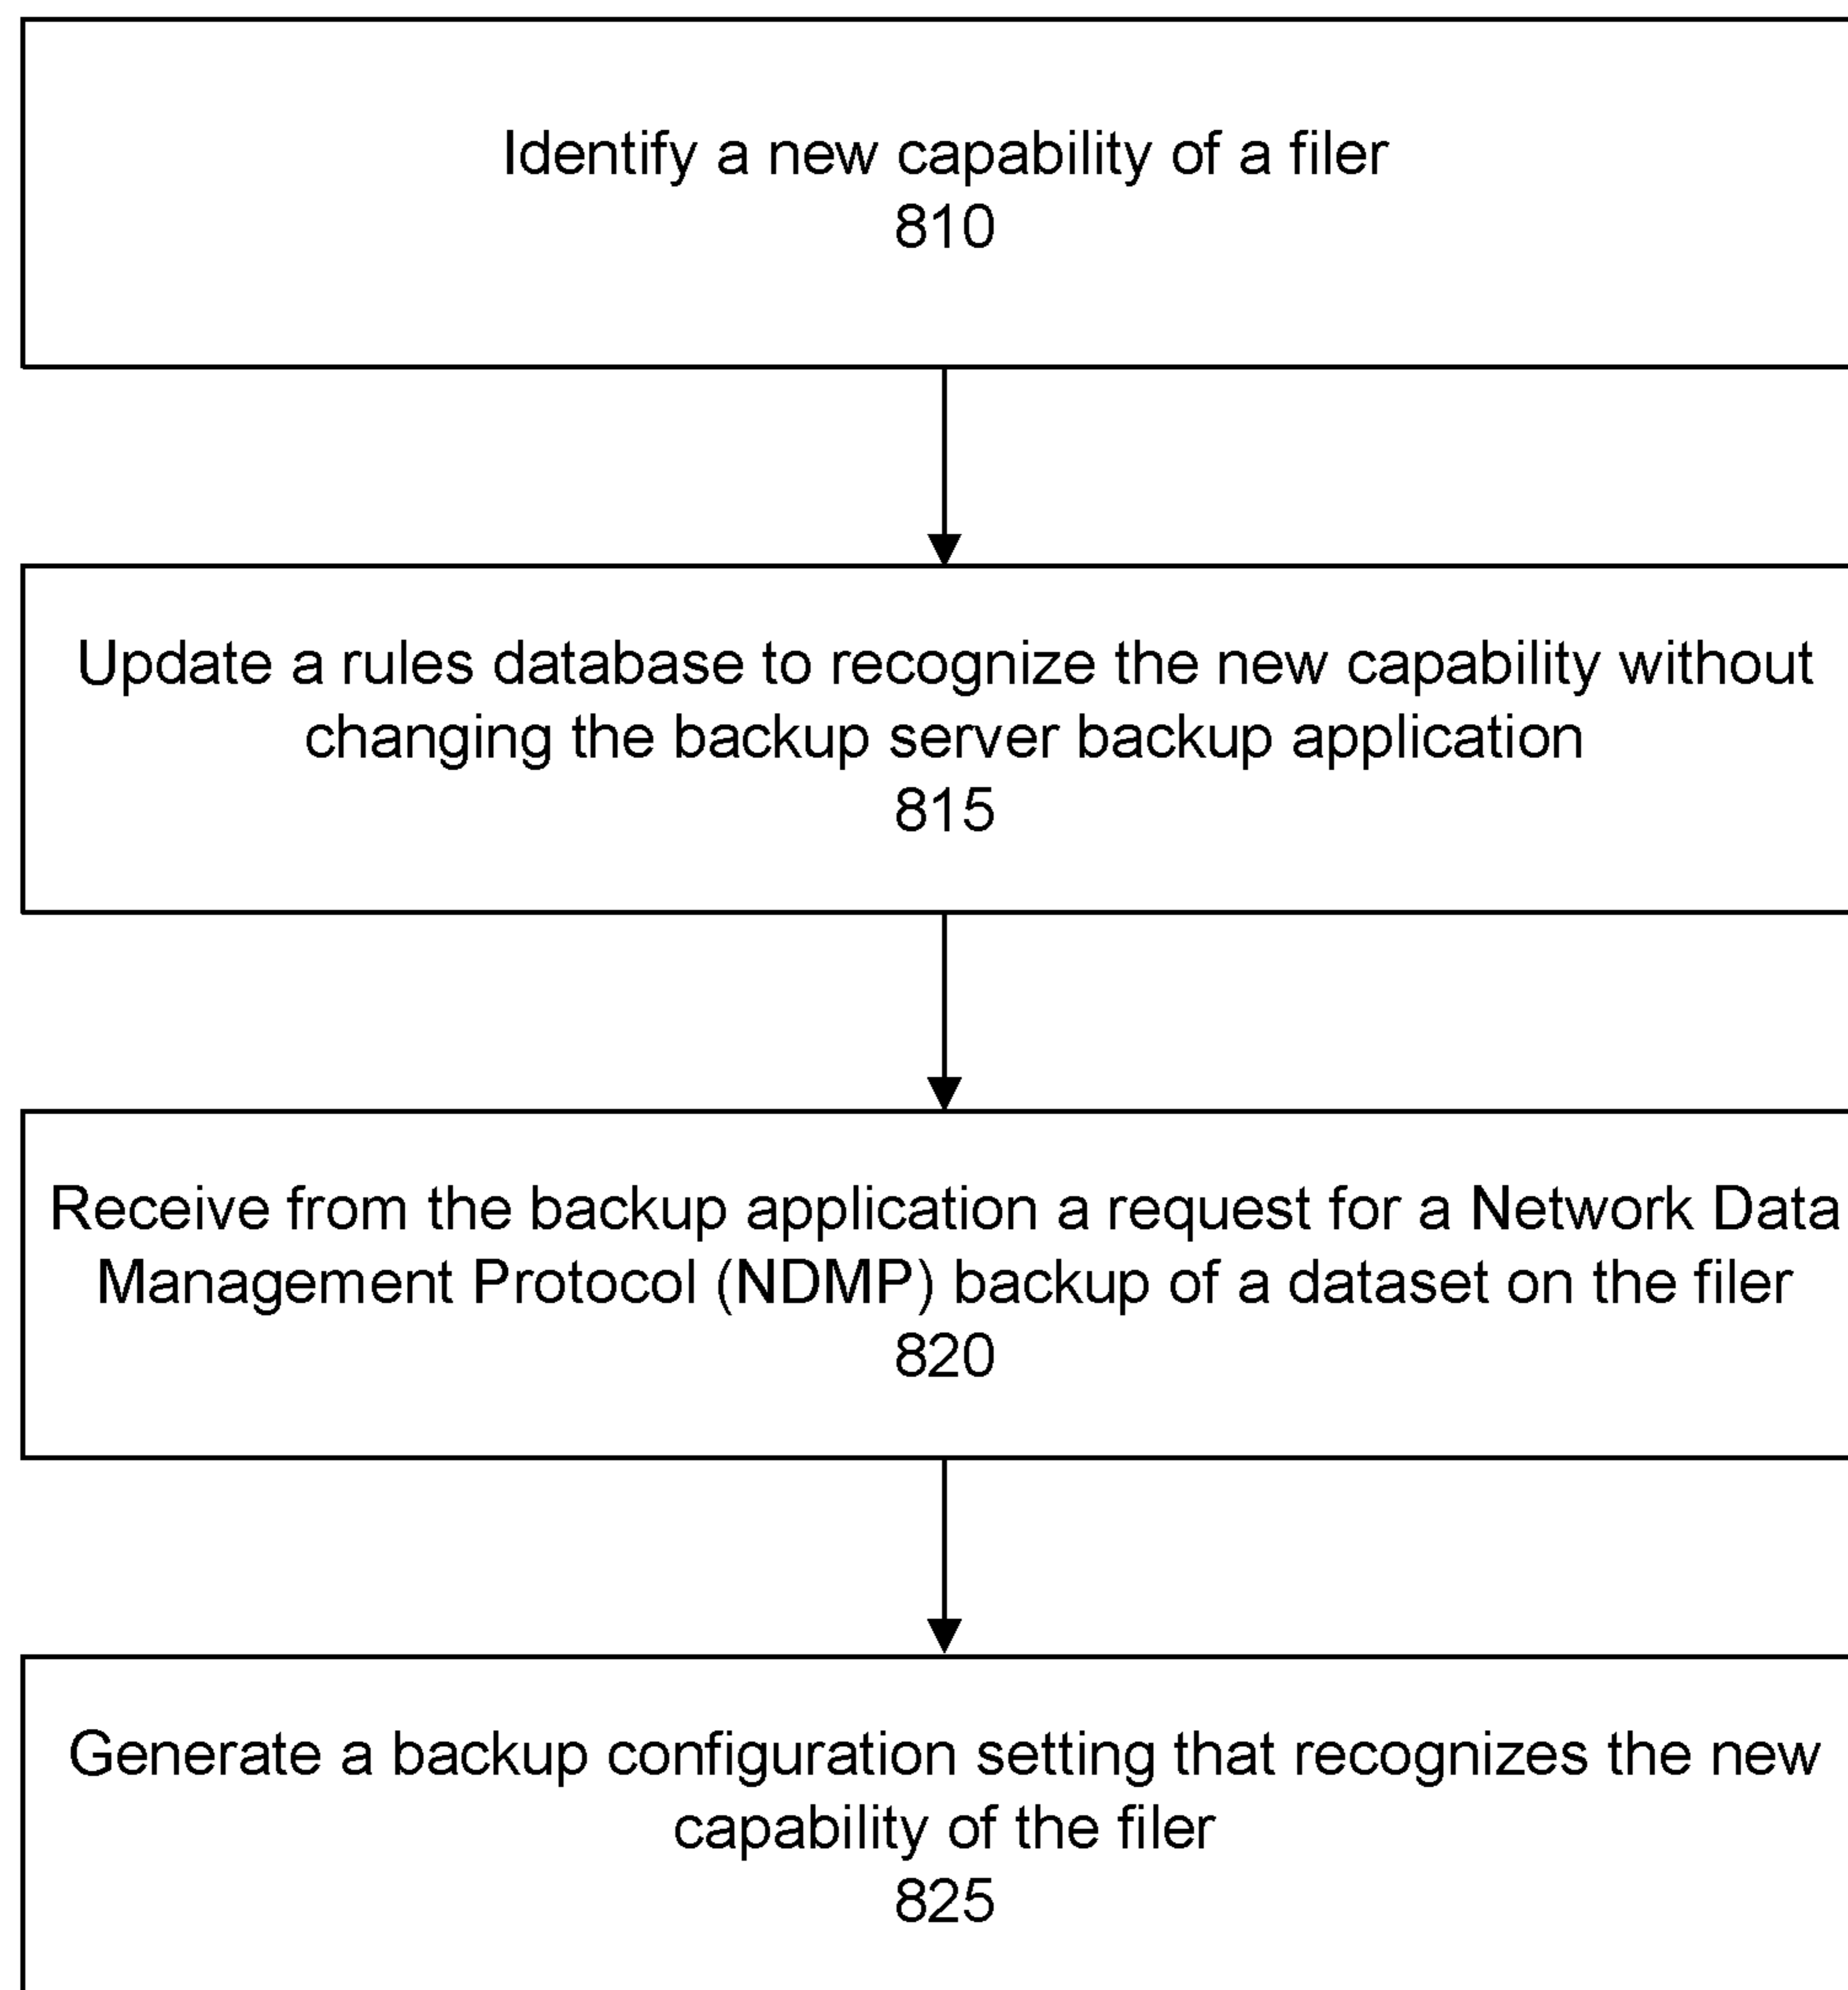 Identify a new capability of a filer
810
Update a rules database to recognize the new capability without
changing the backup server backup application
815
Receive from the backup application a request for a Network Data
Management Protocol (NDMP) backup of a dataset on the filer
820
Generate a backup configuration setting that recognizes the new
capability of the filer
825